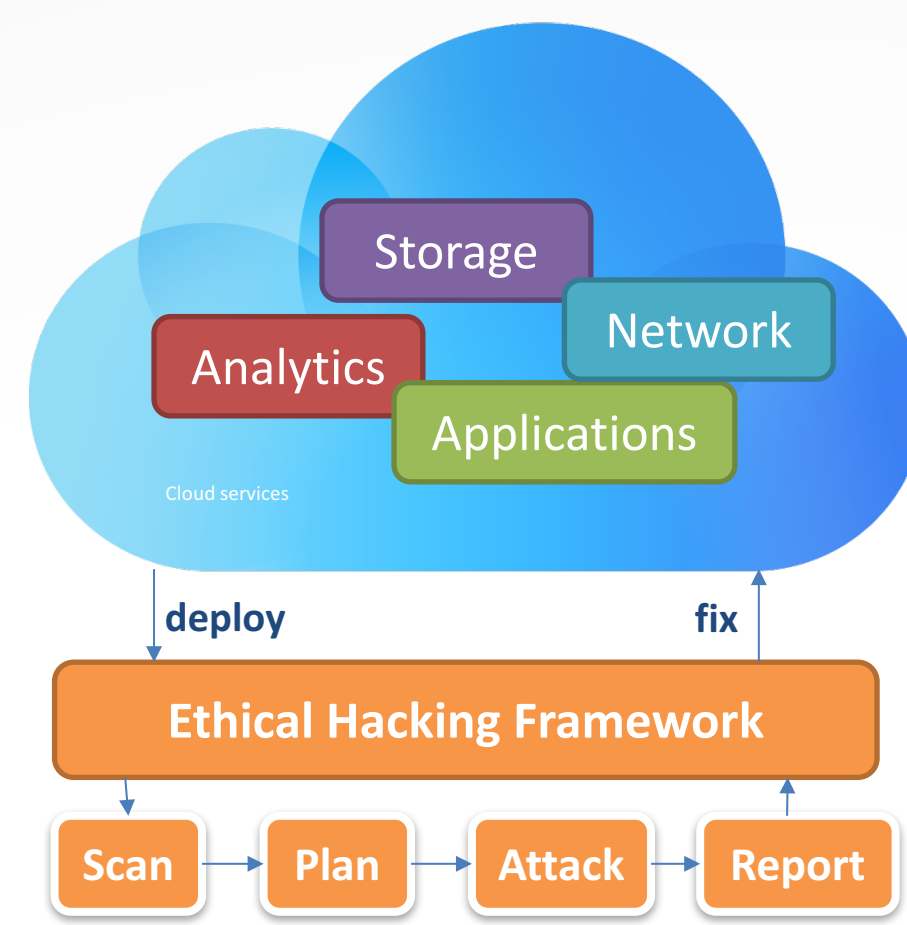 Storage
Network
Analytics
Applications
Cloud services
deploy
fix
Ethical Hacking Framework
Scan
Plan
Attack
Report